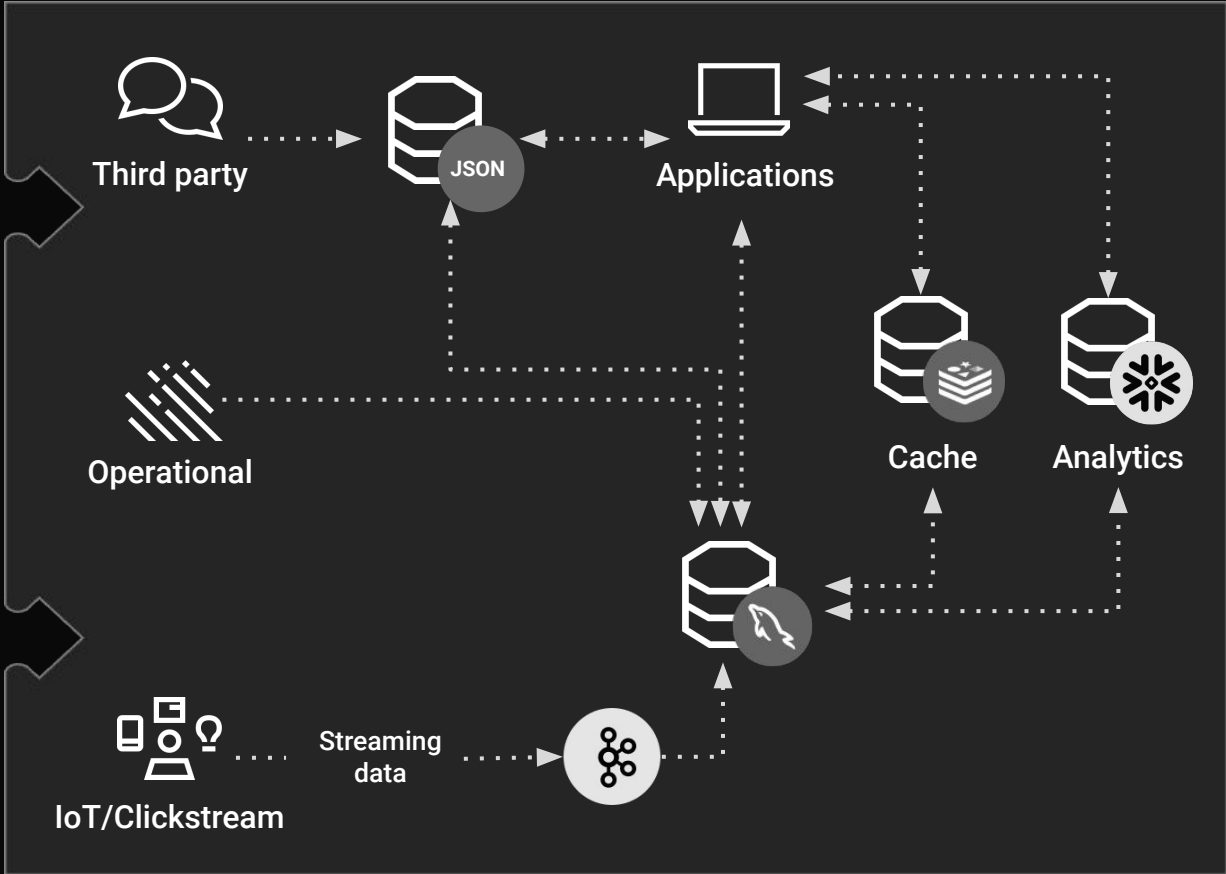 Third party
JSON
Applications
Operational
Cache
Analytics
Streaming
data
IoT/Clickstream